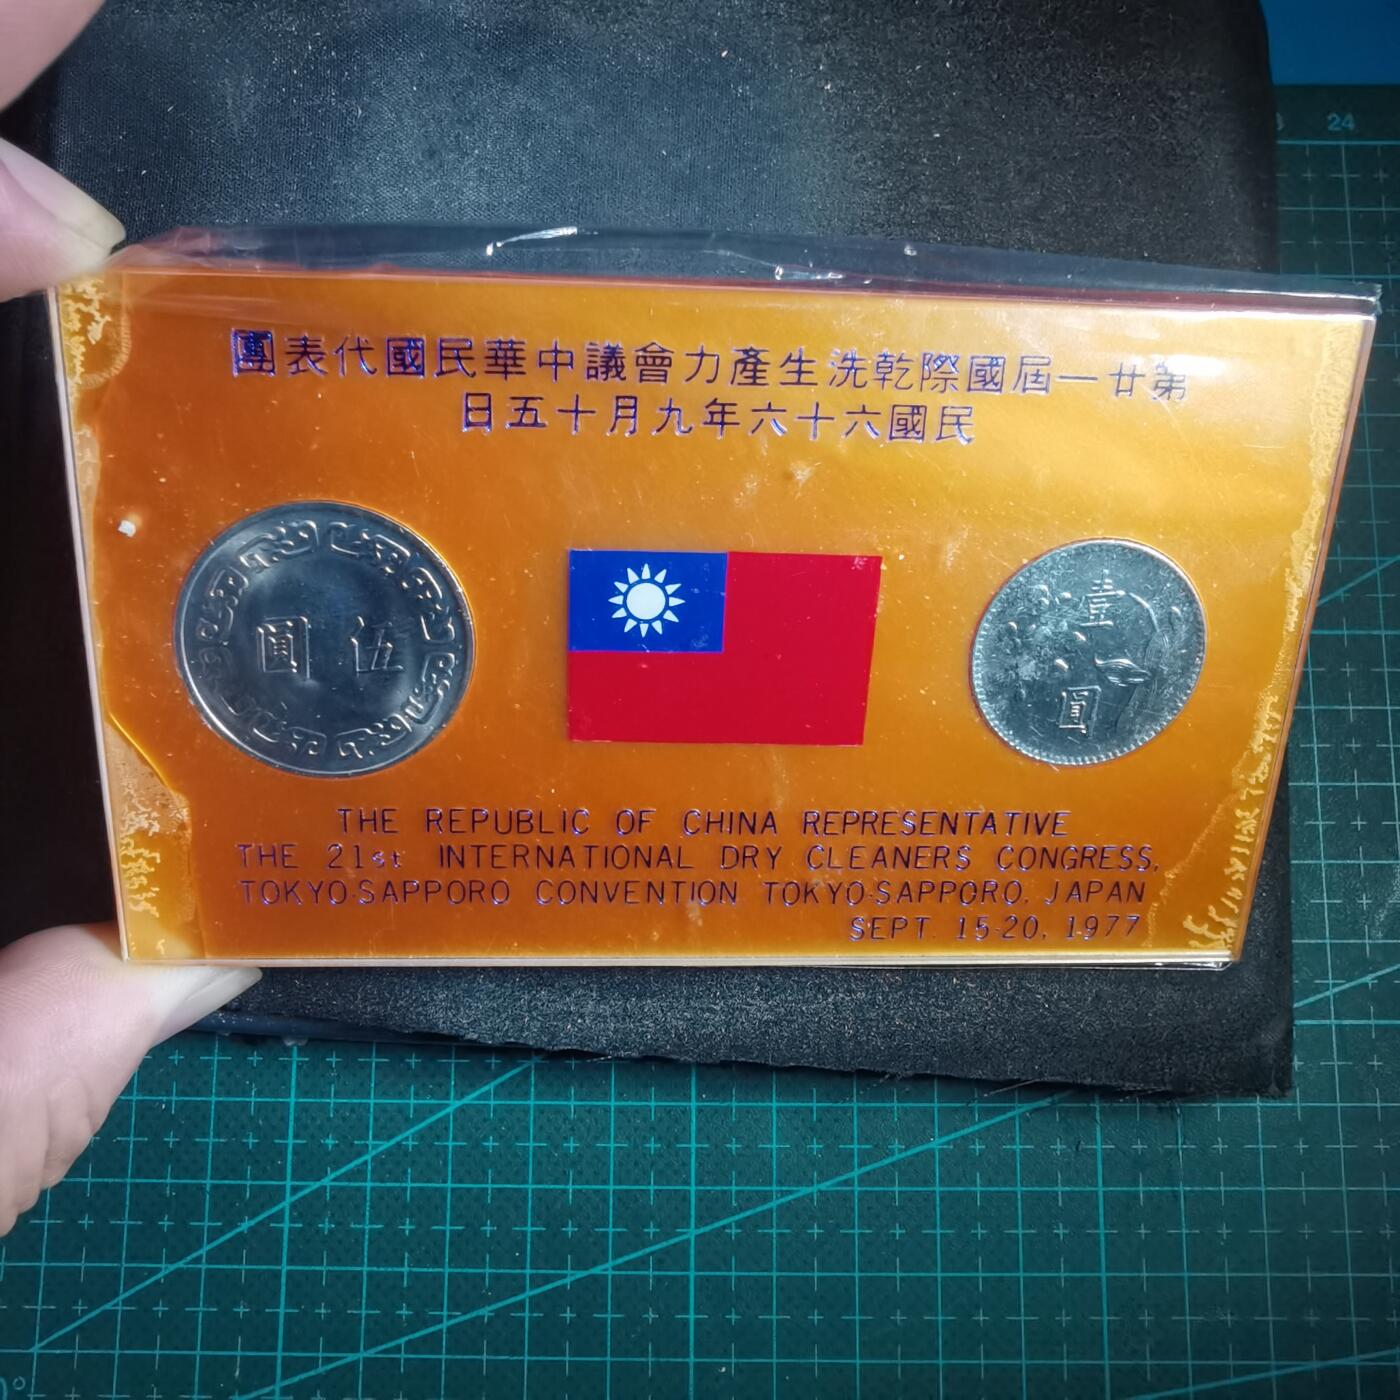 第廿一屆國際乾洗生產力會議中華民國代表團
民國六十六年九月十五日
伍圓
壹圓
THE REPUBLIC OF CHINA REPRESENTATIVE
THE 21st INTERNATIONAL DRY CLEANERS CONGRESS,
TOKYO·SAPPORO CONVENTION TOKYO·SAPPORO, JAPAN
SEPT. 15-20, 1977
24